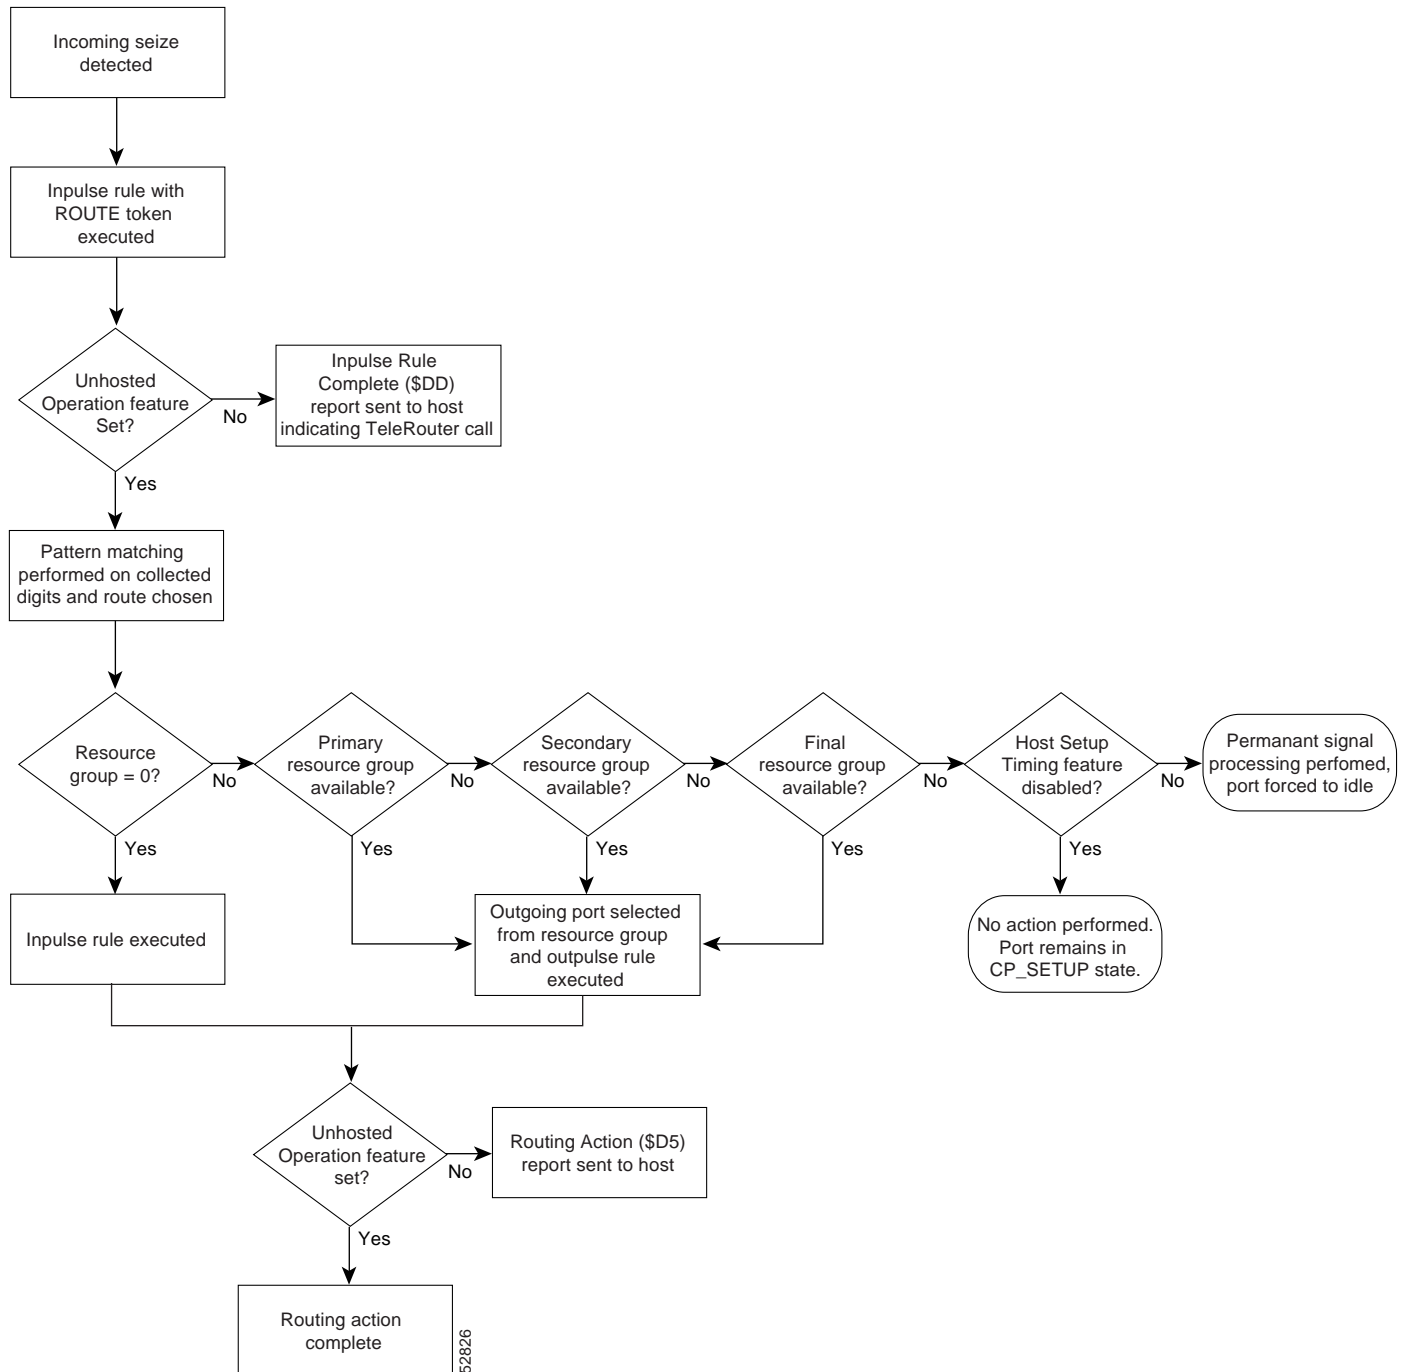 Incoming seize
detected
Inpulse rule with
ROUTE token
executed
Unhosted
Operation feature
Set?
No
Inpulse Rule
Complete ($DD)
report sent to host
indicating TeleRouter call
Yes
Pattern matching
performed on collected
digits and route chosen
Resource
group = 0?
No
Primary
resource group
available?
No
Secondary
resource group
available?
No
Final
resource group
available?
No
Host Setup
Timing feature
disabled?
No
Permanant signal
processing perfomed,
port forced to idle
Yes
Yes
Yes
Yes
Yes
Inpulse rule executed
Outgoing port selected
from resource group
and outpulse rule
executed
No action performed.
Port remains in
CP_SETUP state.
Unhosted
Operation feature
set?
No
Routing Action ($D5)
report sent to host
Yes
Routing action
complete
52826